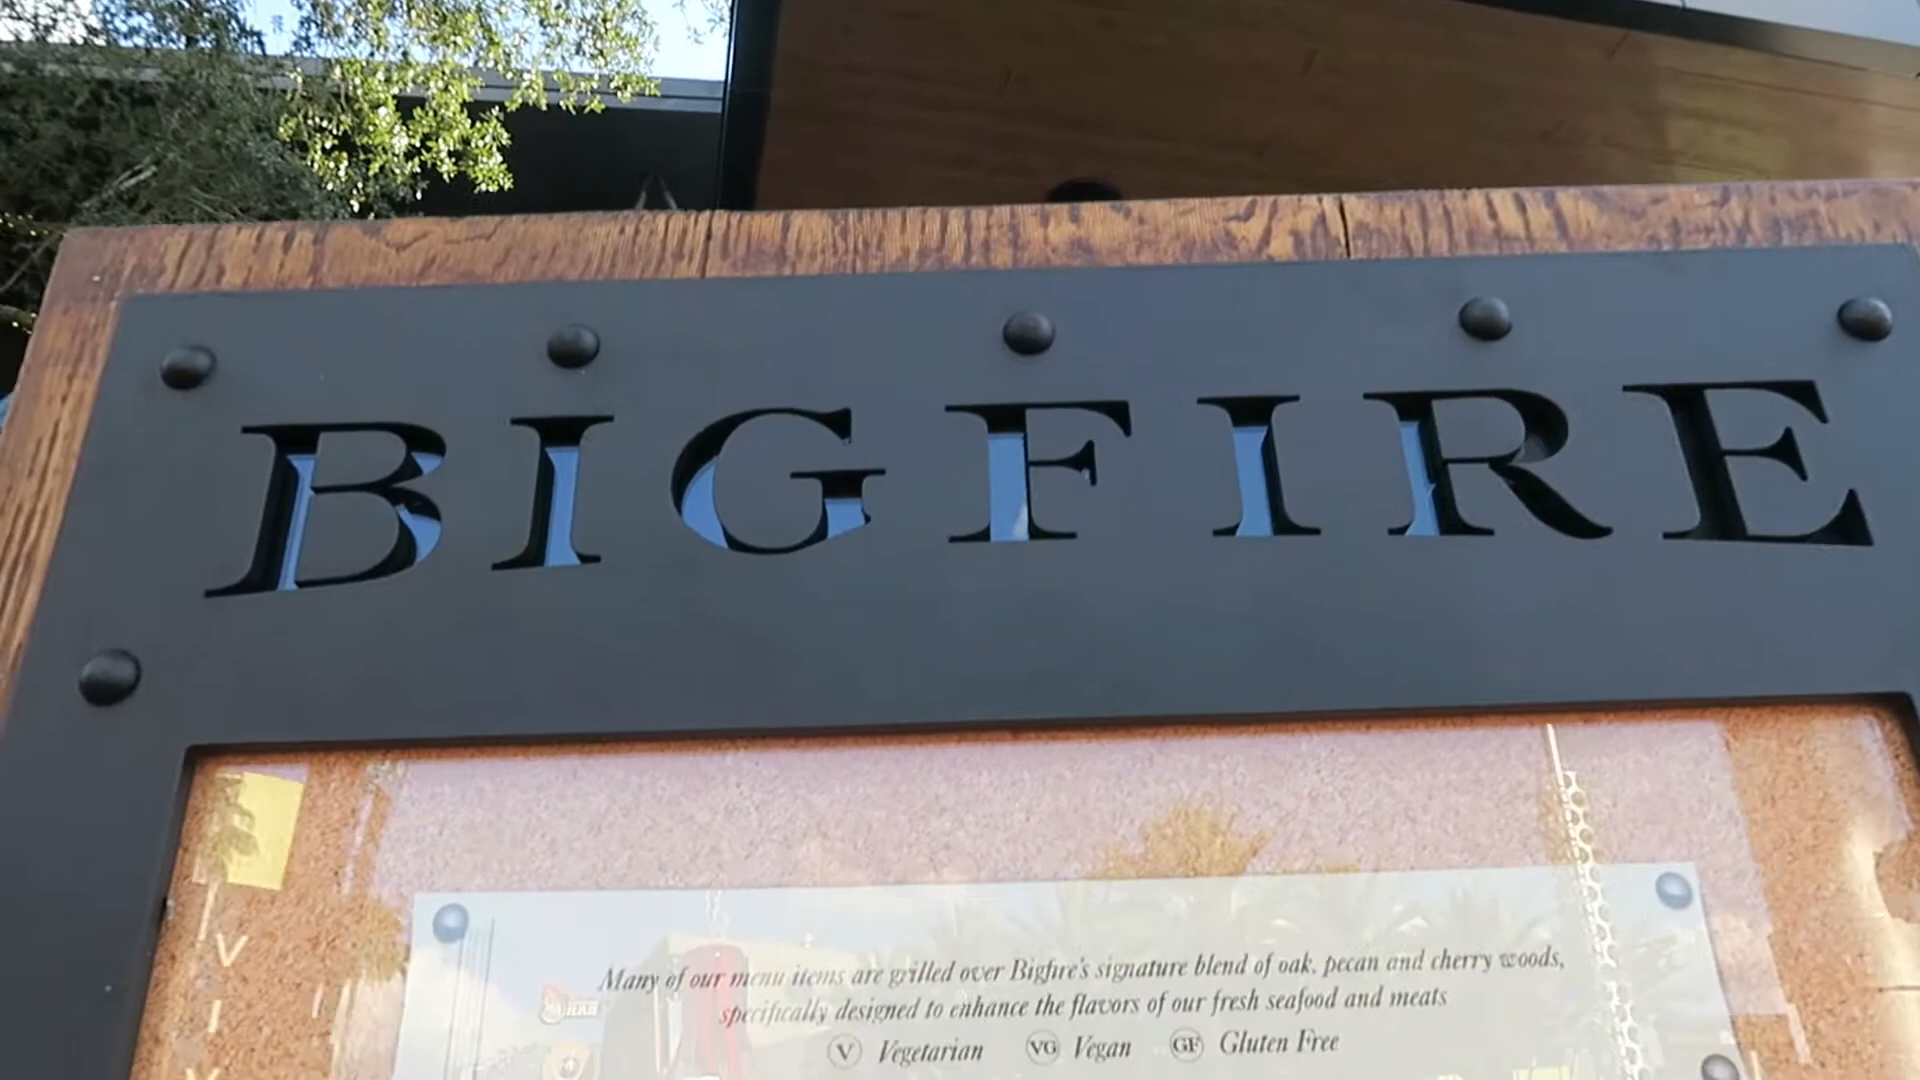 BIGFIRE
Many of our menu items are grilled over Bigfire's signature blend of oak, pecan and cherry woods,
specifically designed to enhance the flavors of our fresh seafood and meats
V Vegetarian VG Vegan GF Gluten Free